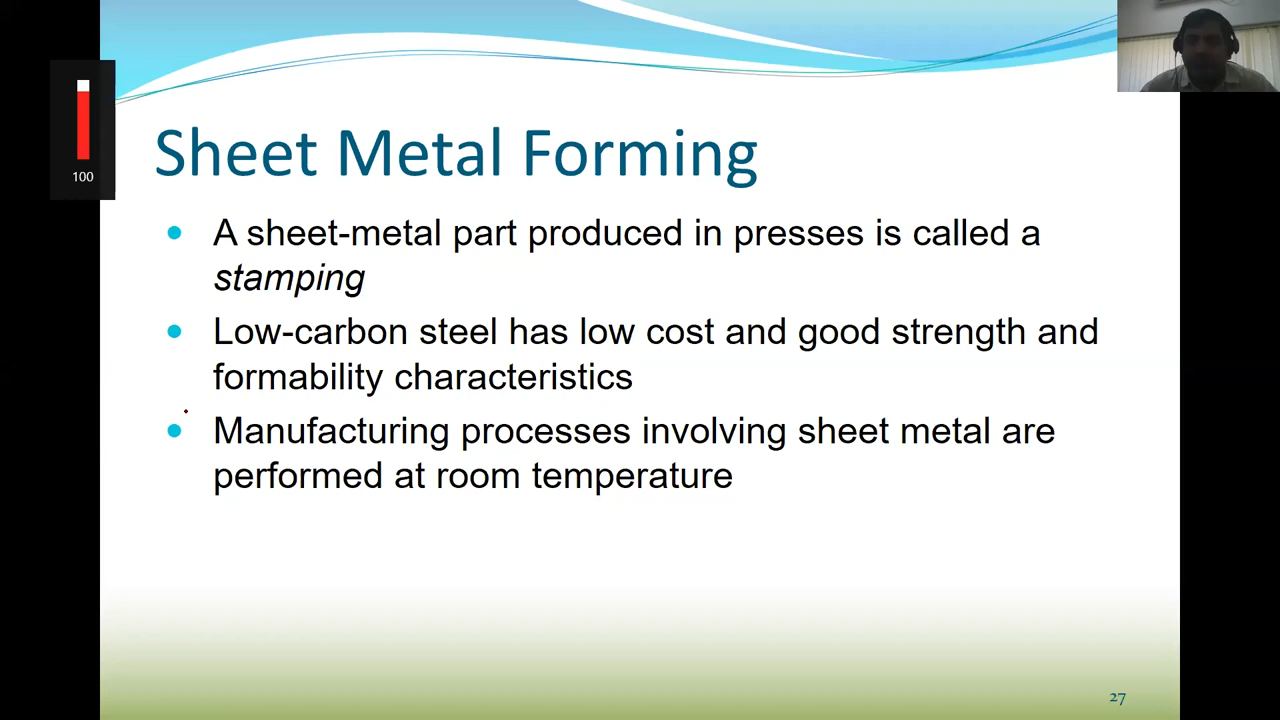 100
Sheet Metal Forming
A sheet-metal part produced in presses is called a
stamping
Low-carbon steel has low cost and good strength and
formability characteristics
Manufacturing processes involving sheet metal are
performed at room temperature
27